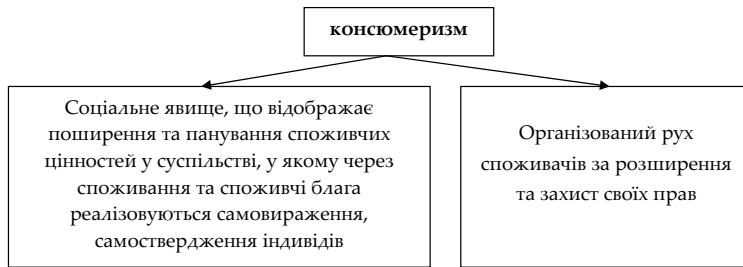 консюмеризм
Соціальне явище, що відображає
поширення та панування споживчих
цінностей у суспільстві, у якому через
споживання та споживчі блага
реалізовуються самовираження,
самоствердження індивідів
Організований рух
споживачів за розширення
та захист своїх прав